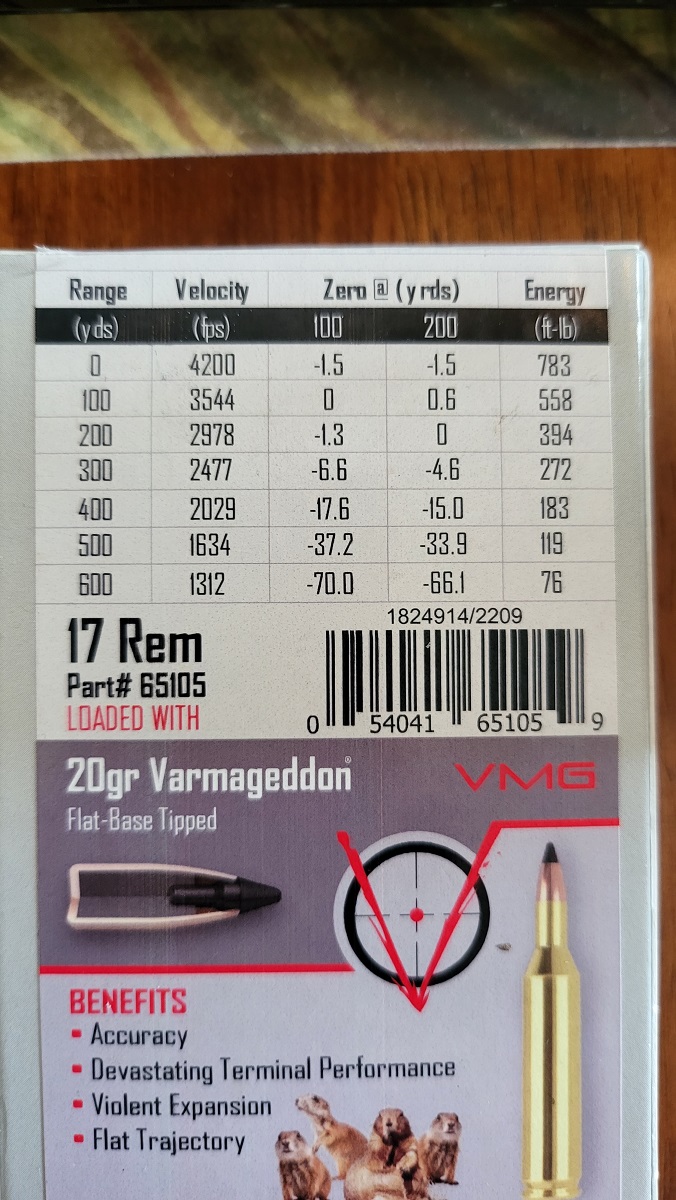 Range Velocity Zero @ (yrds) Energy
(yds) (fps) 100 200 (ft-lb)
0 4200 -1.5 -1.5 783
100 3544 0 0.6 558
200 2978 -1.3 0 394
300 2477 -6.6 -4.6 272
400 2029 -17.6 -15.0 183
500 1634 -37.2 -33.9 119
600 1312 -70.0 -66.1 76
1824914/2209
17 Rem
Part# 65105
LOADED WITH
0 54041 65105 9
20gr Varmageddon®
VMG
Flat-Base Tipped
BENEFITS
▪ Accuracy
▪ Devastating Terminal Performance
▪ Violent Expansion
▪ Flat Trajectory